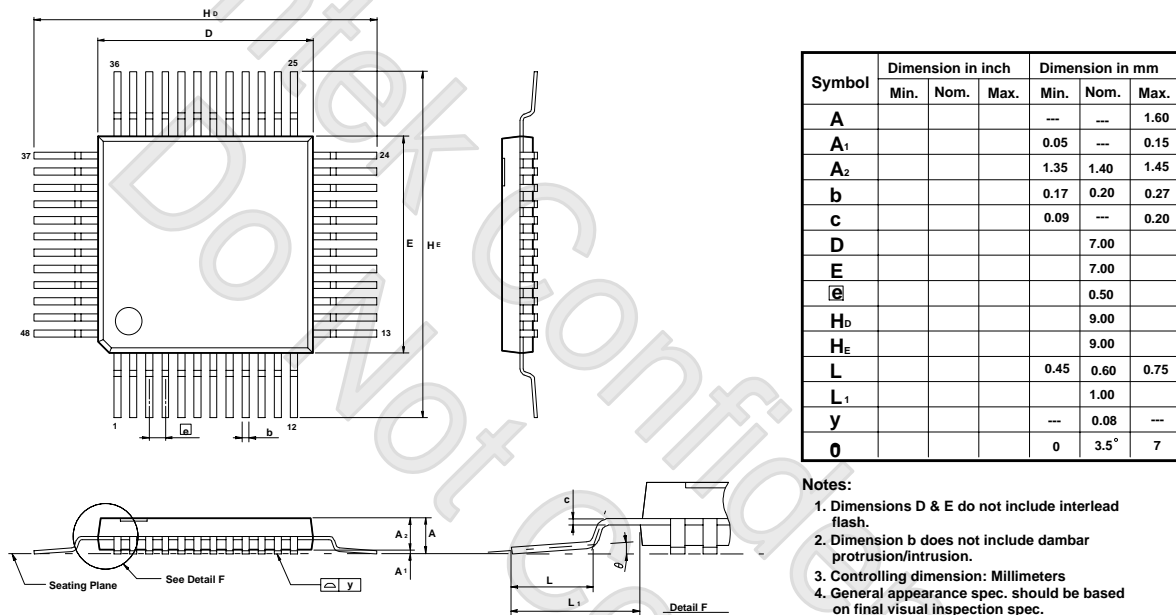 HD
D
36
25
37
24
E
HE
48
13
1
12
e
b
A2
A
A1
Seating Plane
See Detail F
y
c
θ
L
L1
Detail F
Symbol Dimension in inch Dimension in mm
Min. Nom. Max. Min. Nom. Max.
A --- --- 1.60
A1 0.05 --- 0.15
A2 1.35 1.40 1.45
b 0.17 0.20 0.27
c 0.09 --- 0.20
D 7.00
E 7.00
e 0.50
HD 9.00
HE 9.00
L 0.45 0.60 0.75
L1 1.00
y --- 0.08 ---
θ 0 3.5° 7
Notes:
1. Dimensions D & E do not include interlead
flash.
2. Dimension b does not include dambar
protrusion/intrusion.
3. Controlling dimension: Millimeters
4. General appearance spec. should be based
on final visual inspection spec.
Do Not